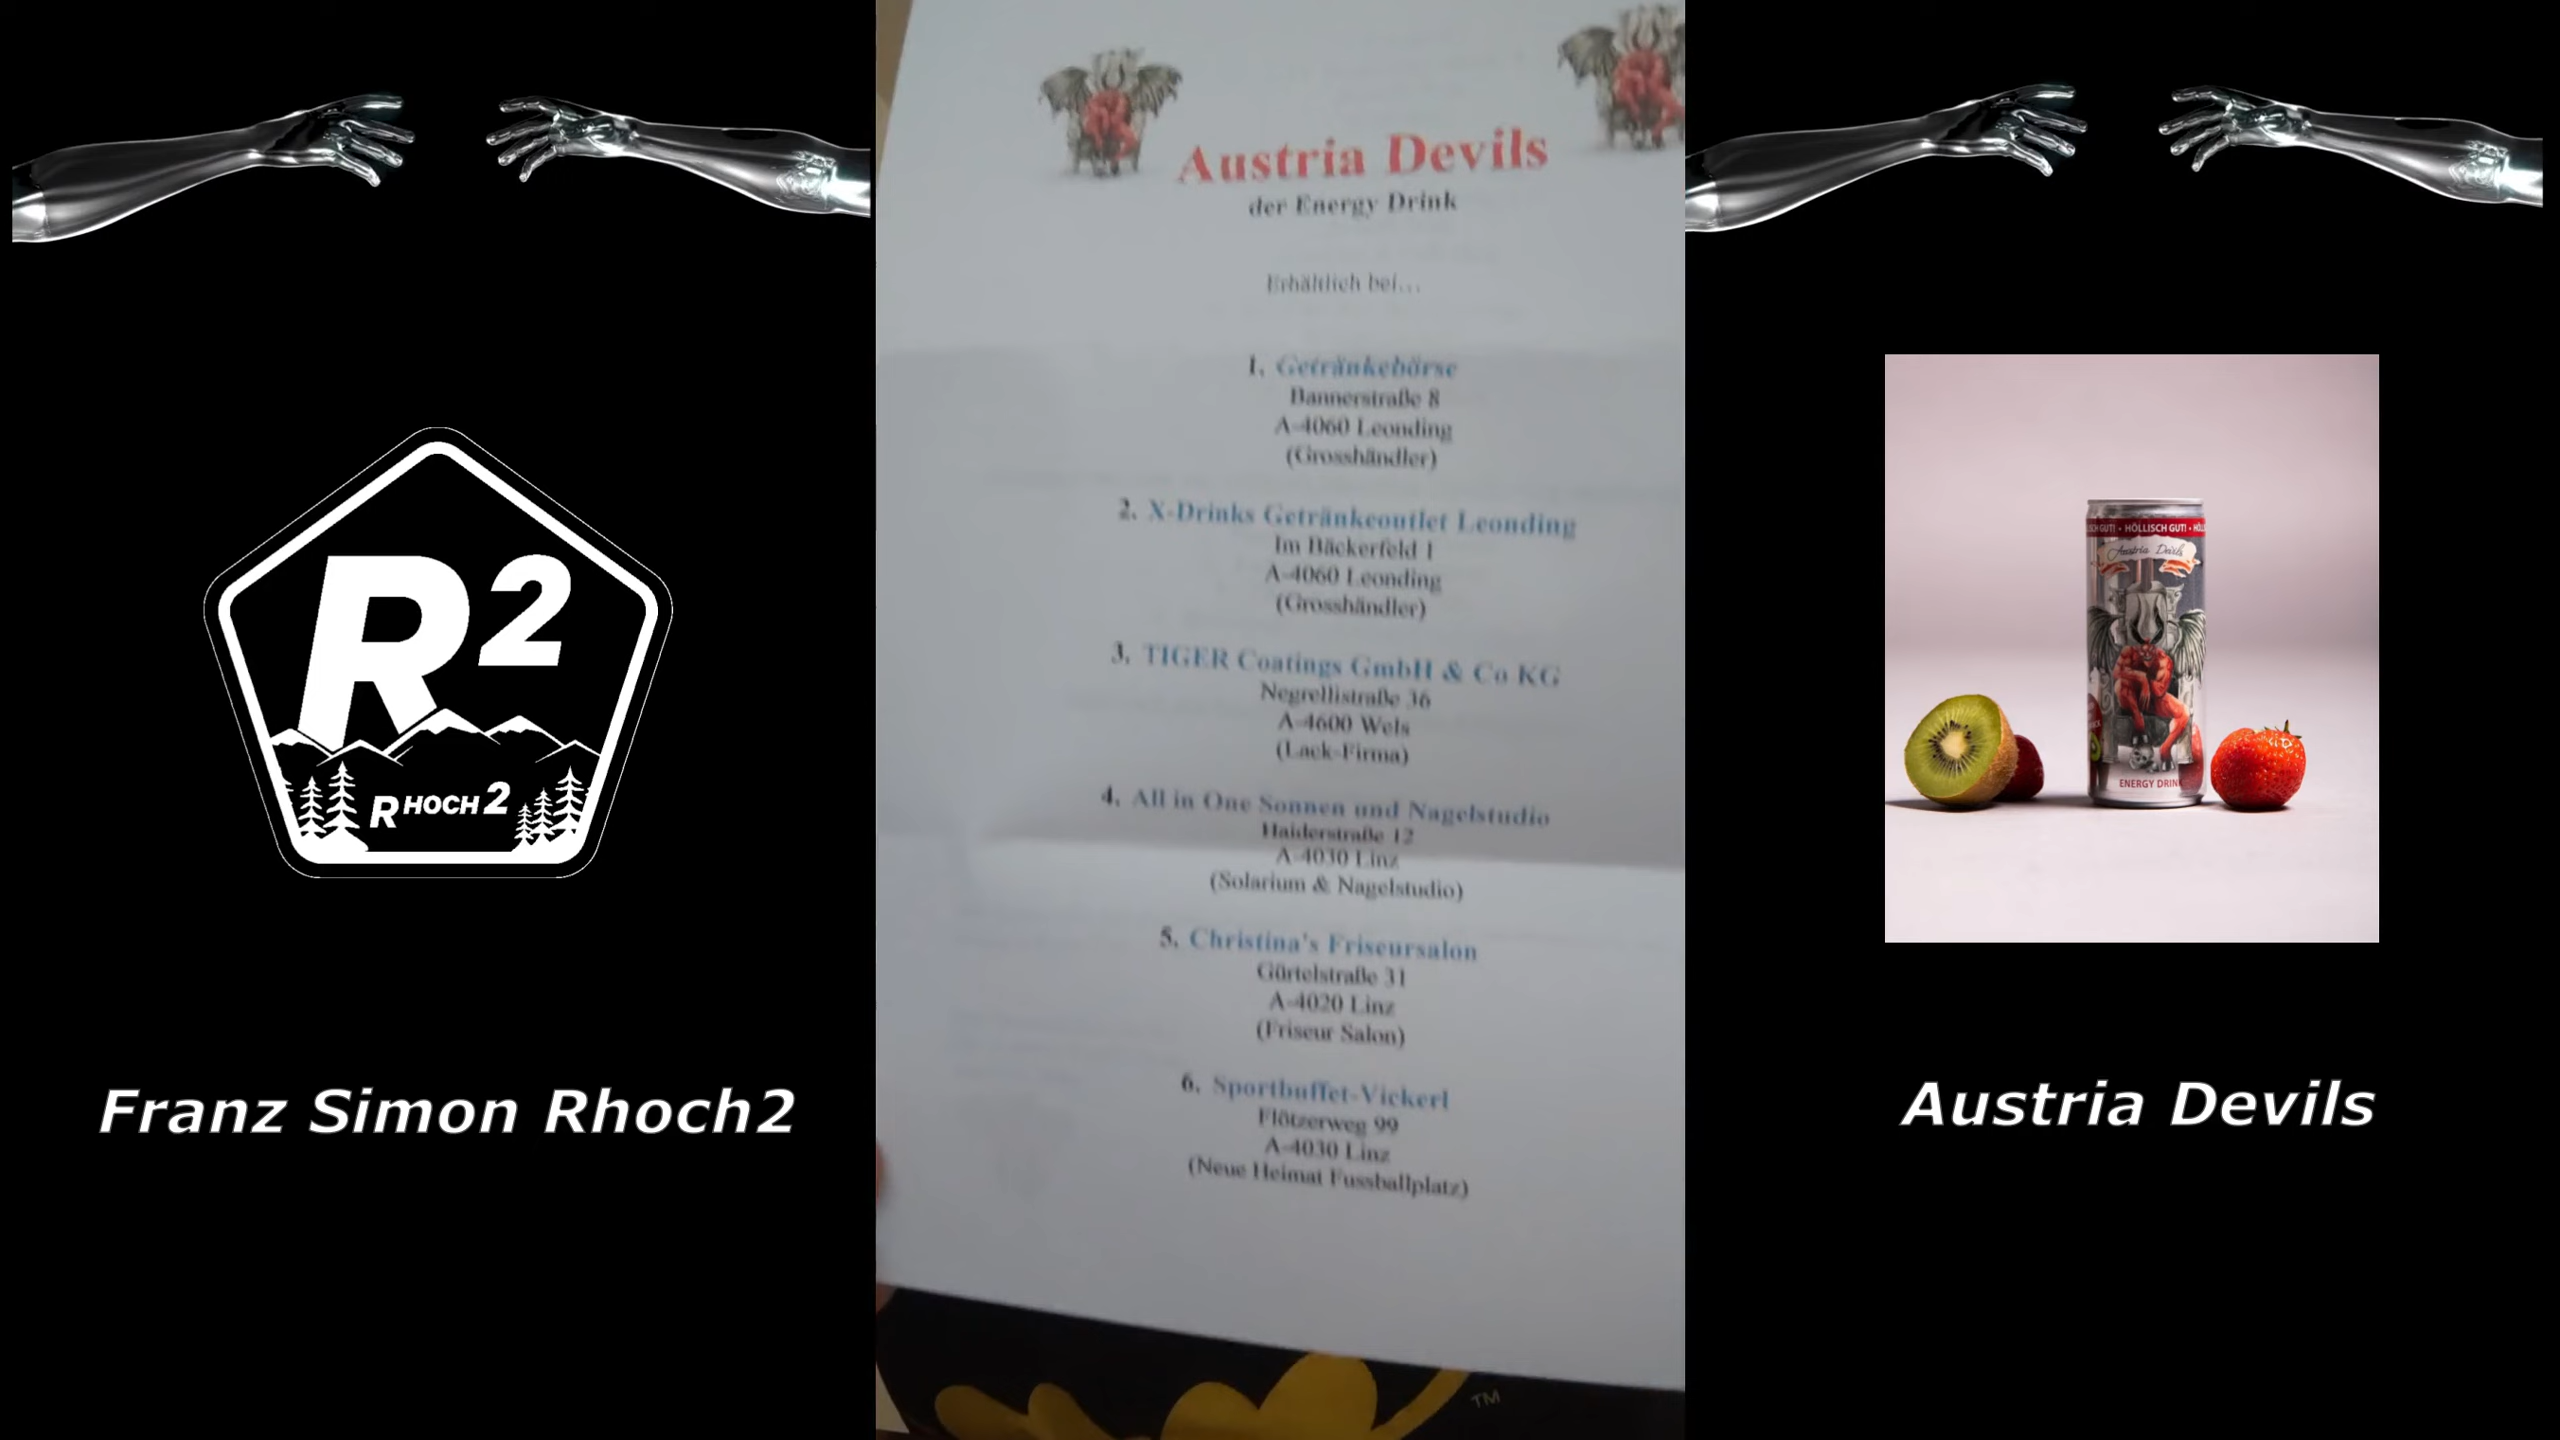 R2
R HOCH 2
Franz Simon Rhoch2
Austria Devils
der Energy Drink
Erhältlich bei...
1. Getränkebörse
Bannerstraße 8
A-4060 Leonding
(Grosshändler)
2. X-Drinks Getränkeoutlet Leonding
Im Bäckerfeld 1
A-4060 Leonding
(Grosshändler)
3. TIGER Coatings GmbH & Co KG
Negrellistraße 36
A-4600 Wels
(Lack-Firma)
4. All in One Sonnen und Nagelstudio
Haiderstraße 12
A-4030 Linz
(Solarium & Nagelstudio)
5. Christina's Friseursalon
Gürtelstraße 31
A-4020 Linz
(Friseur Salon)
6. Sportbuffet-Vickerl
Flötzerweg 99
A-4030 Linz
(Neue Heimat Fussballplatz)
TM
GUT! • HÖLLISCH GUT! •
Austria Devils
ENERGY DRINK
Austria Devils